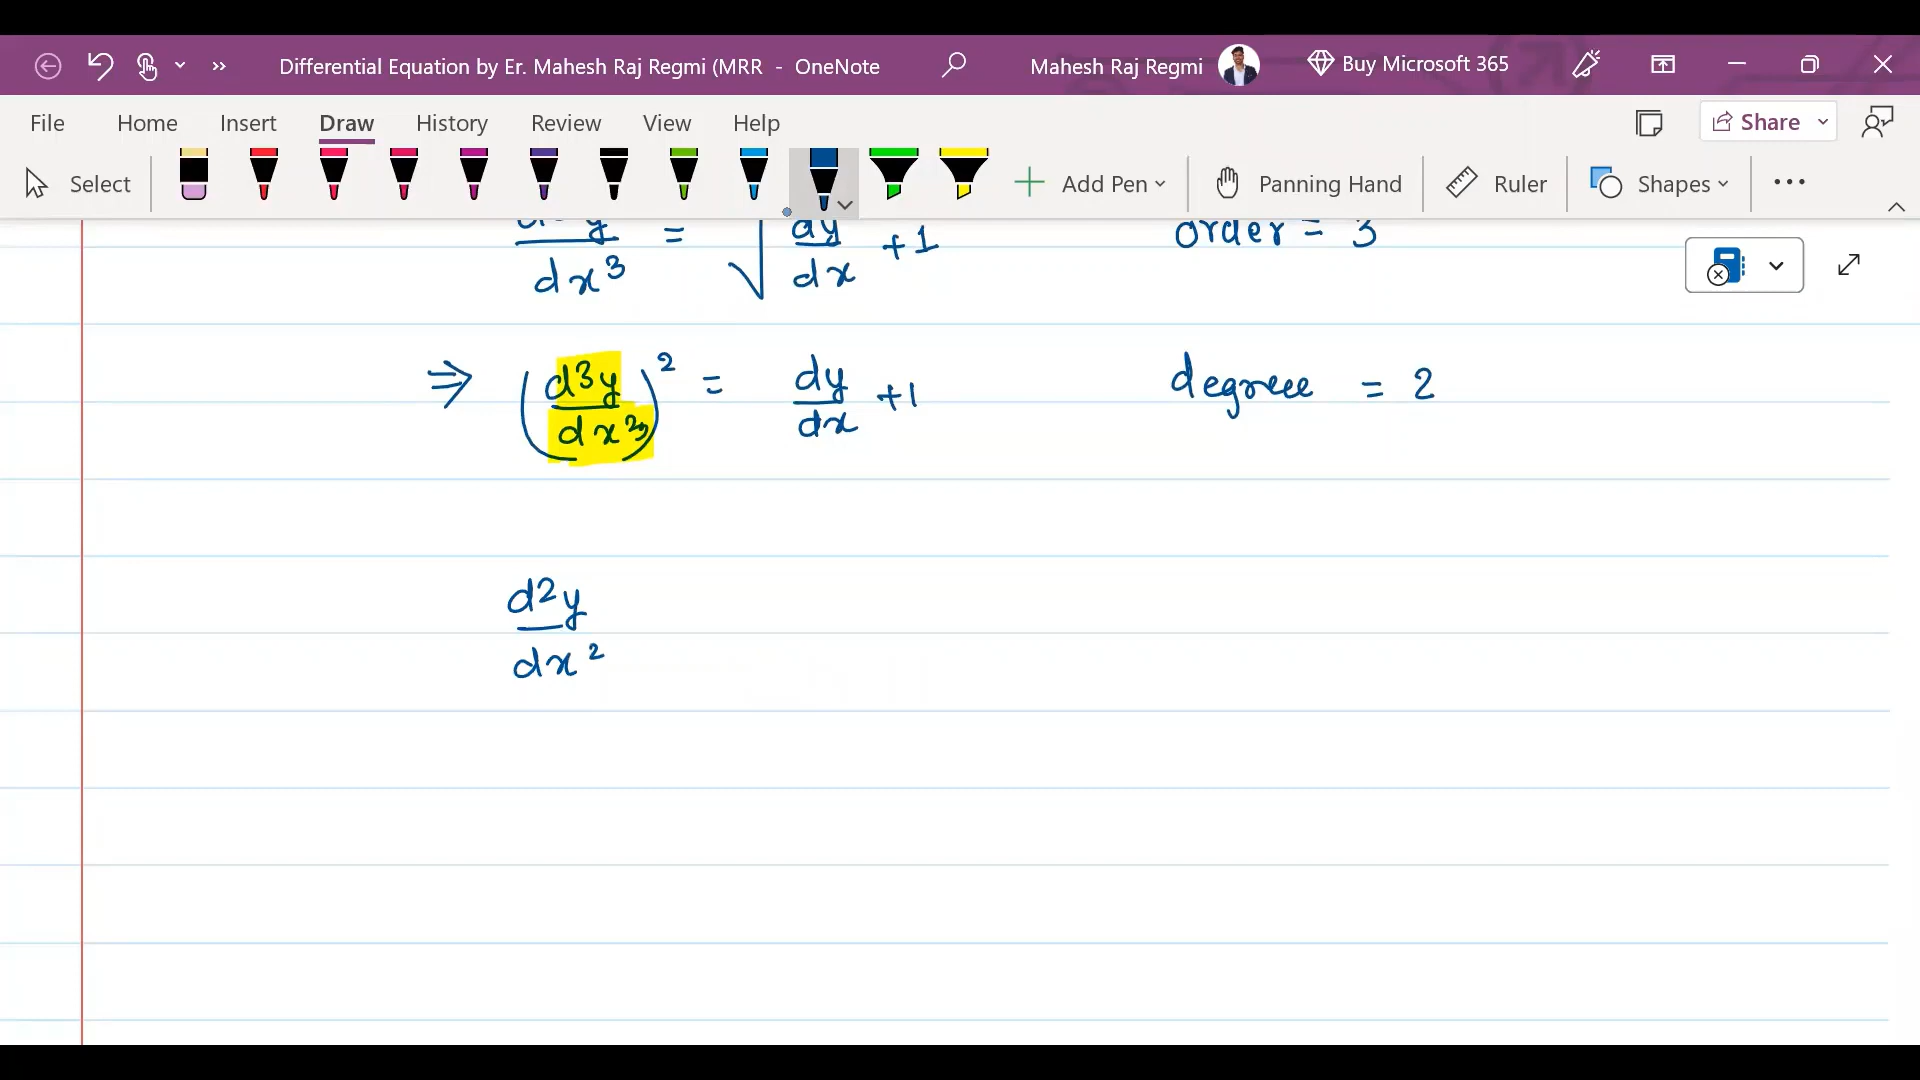 Differential Equation by Er. Mahesh Raj Regmi (MRR - OneNote
Mahesh Raj Regmi
Buy Microsoft 365
File Home Insert Draw History Review View Help
Share
Select
Add Pen
Panning Hand
Ruler
Shapes
d³y/dx³ = √(dy/dx + 1) order = 3
⇒ (d³y/dx³)² = dy/dx + 1 degree = 2
d²y/dx²